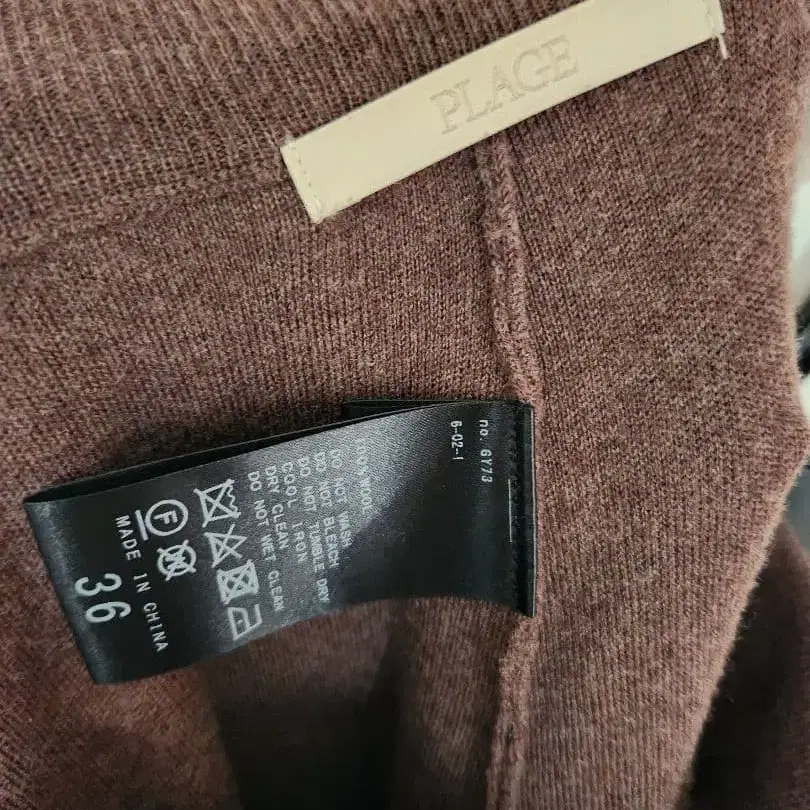 PLAGE
no. 6Y73
6-02-1
100%WOOL
DO NOT WASH
DO NOT BLEACH
DO NOT TUMBLE DRY
COOL IRON
DRY CLEAN
DO NOT WET CLEAN
F
MADE IN CHINA
36